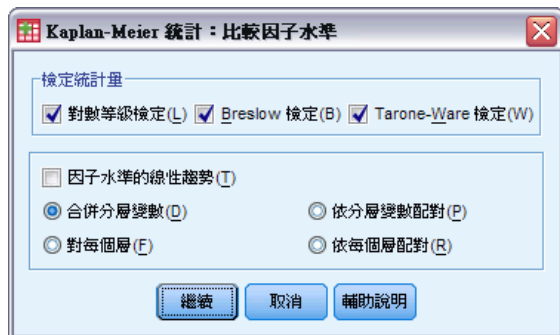 Kaplan-Meier 統計：比較因子水準
檢定統計量
對數等級檢定(L) Breslow 檢定(B) Tarone-Ware 檢定(W)
因子水準的線性趨勢(T)
合併分層變數(D) 依分層變數配對(P)
對每個層(F) 依每個層配對(R)
繼續 取消 輔助說明